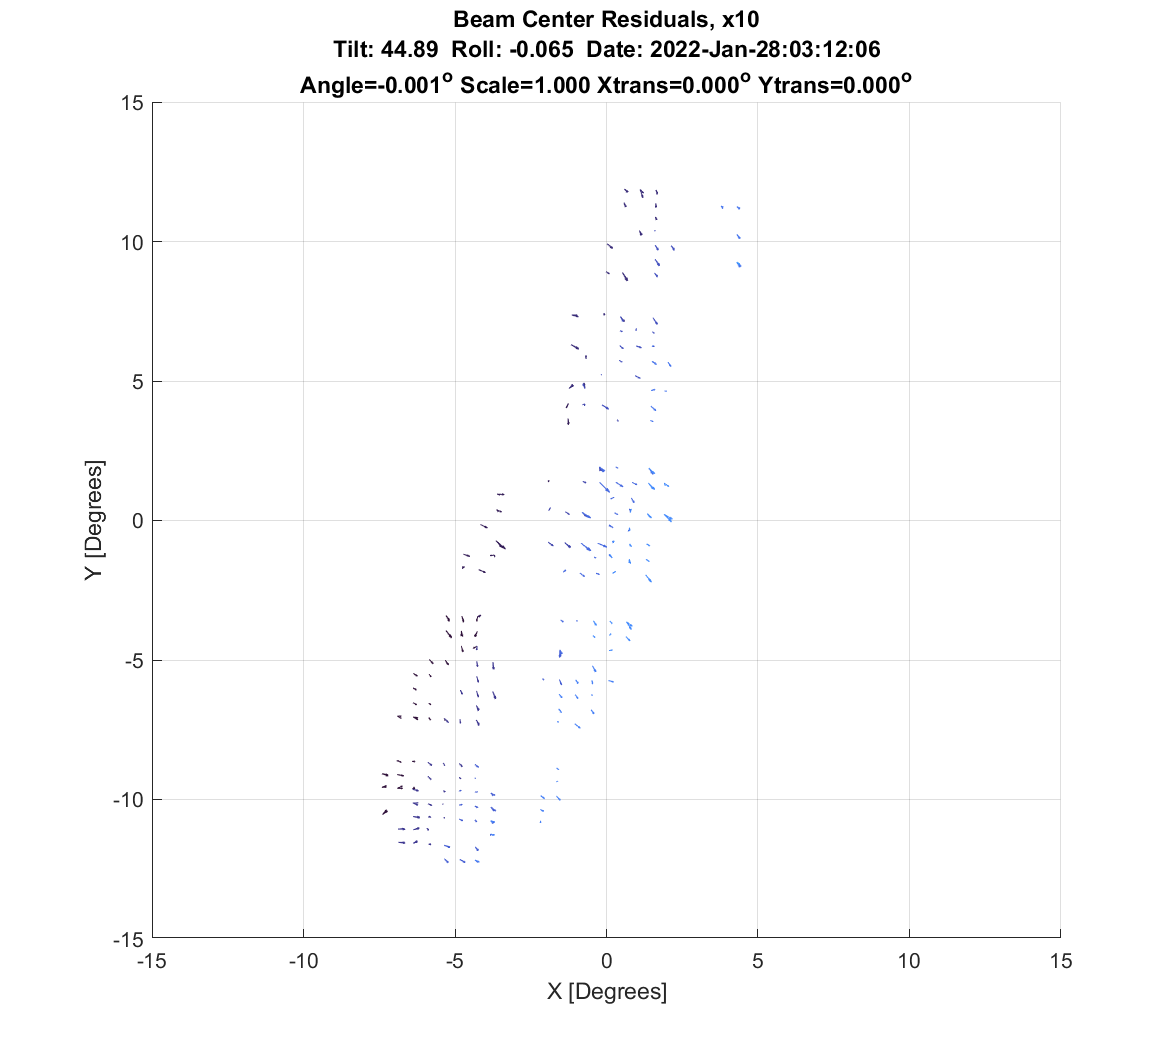 Beam Center Residuals, x10
Tilt: 44.89 Roll: -0.065 Date: 2022-Jan-28:03:12:06
Angle=-0.001° Scale=1.000 Xtrans=0.000° Ytrans=0.000°
15
10
5
0
-5
-10
-15
Y [Degrees]
-15 -10 -5 0 5 10 15
X [Degrees]